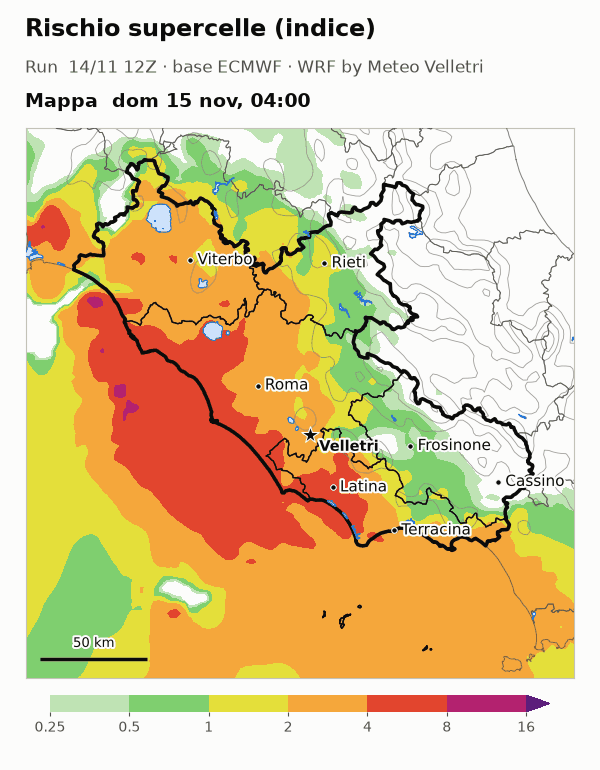 Rischio supercelle (indice)
Run  14/11 12Z · base ECMWF · WRF by Meteo Velletri
Mappa  dom 15 nov, 04:00
Viterbo
Rieti
Roma
Velletri
Frosinone
Cassino
Latina
Terracina
50 km
0.25 0.5 1 2 4 8 16